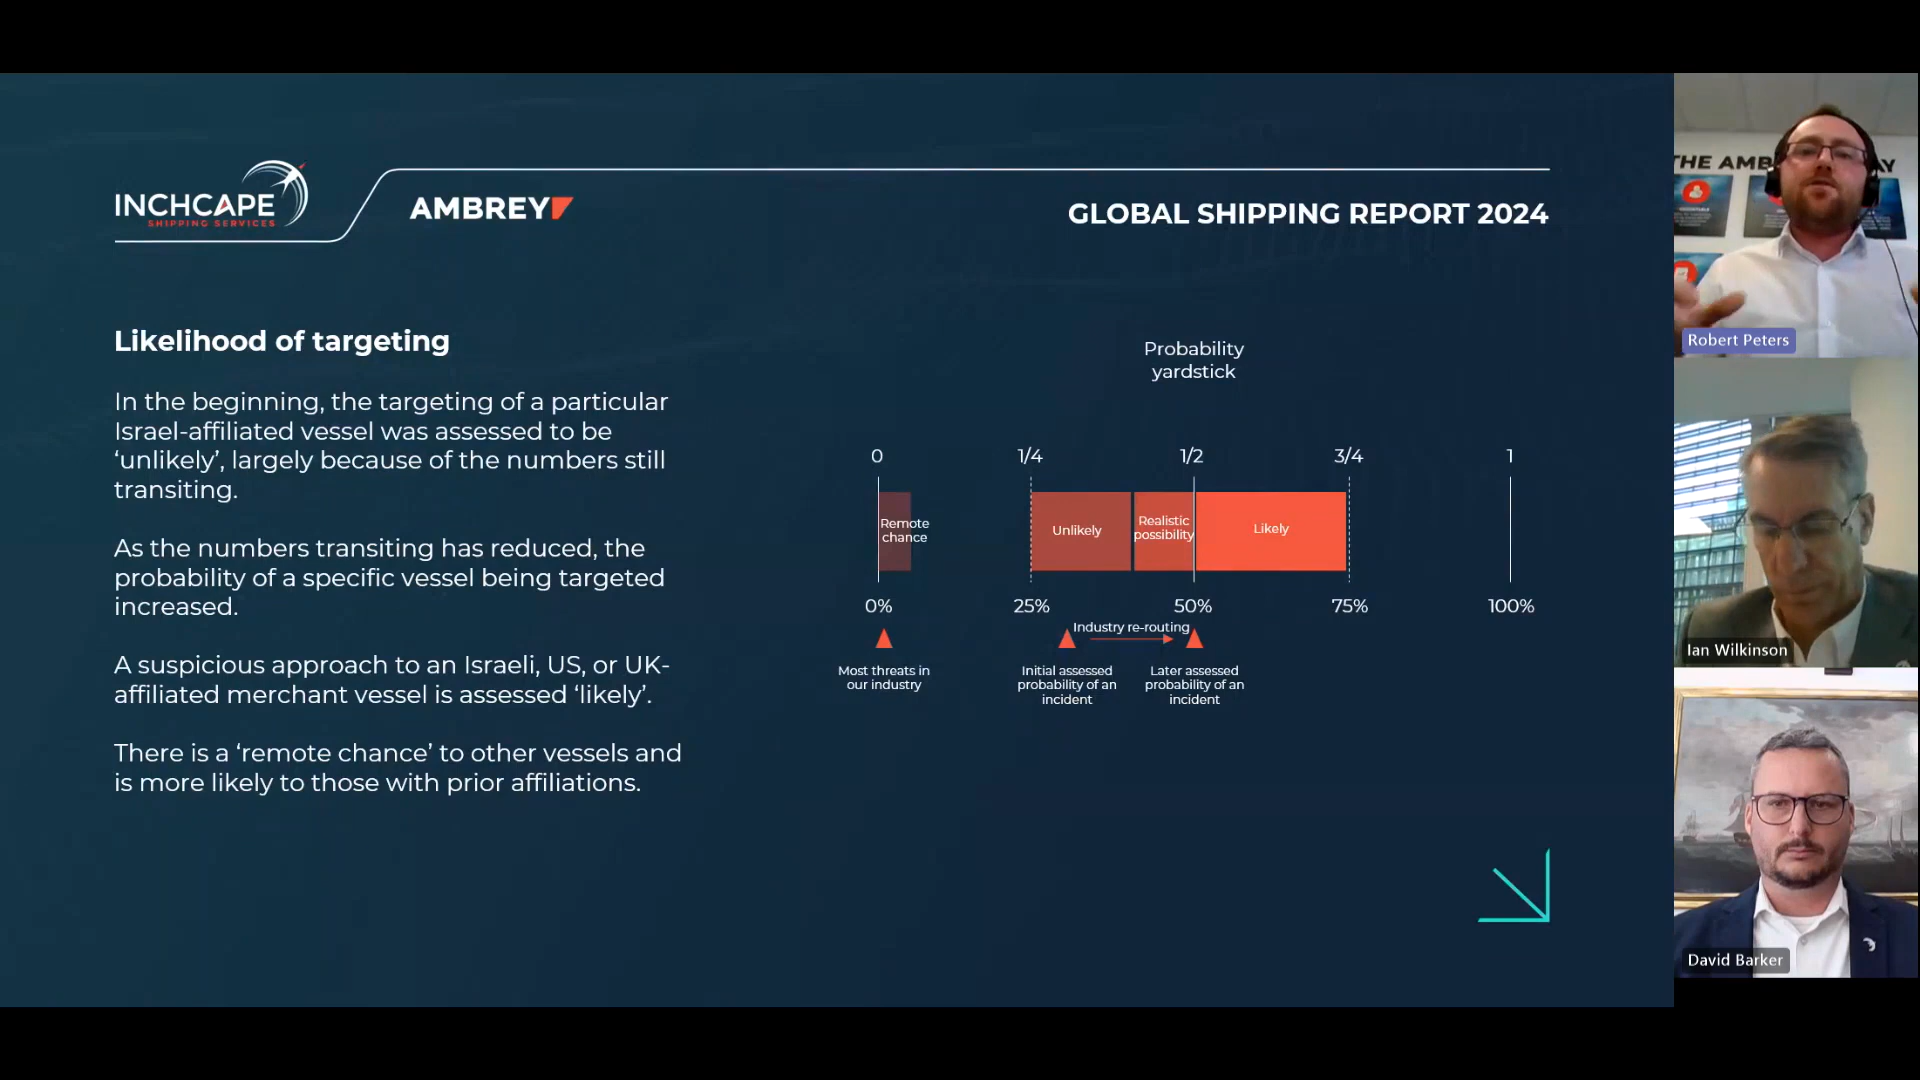 INCHCAPE
SHIPPING SERVICES
AMBREY
GLOBAL SHIPPING REPORT 2024
Likelihood of targeting
In the beginning, the targeting of a particular
Israel-affiliated vessel was assessed to be
‘unlikely’, largely because of the numbers still
transiting.
As the numbers transiting has reduced, the
probability of a specific vessel being targeted
increased.
A suspicious approach to an Israeli, US, or UK-
affiliated merchant vessel is assessed ‘likely’.
There is a ‘remote chance’ to other vessels and
is more likely to those with prior affiliations.
Probability
yardstick
0 1/4 1/2 3/4 1
Remote
chance
Unlikely
Realistic
possibility
Likely
0% 25% 50% 75% 100%
Industry re-routing
Most threats in
our industry
Initial assessed
probability of an
incident
Later assessed
probability of an
incident
THE AMB
AY
Robert Peters
Ian Wilkinson
David Barker